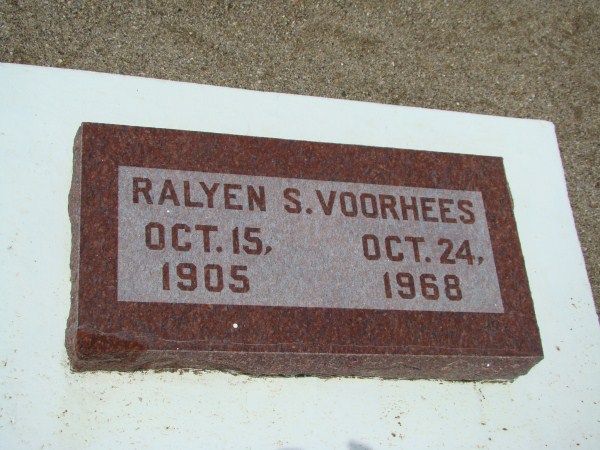 RALYEN S. VOORHEES
OCT. 15, OCT. 24,
1905 1968